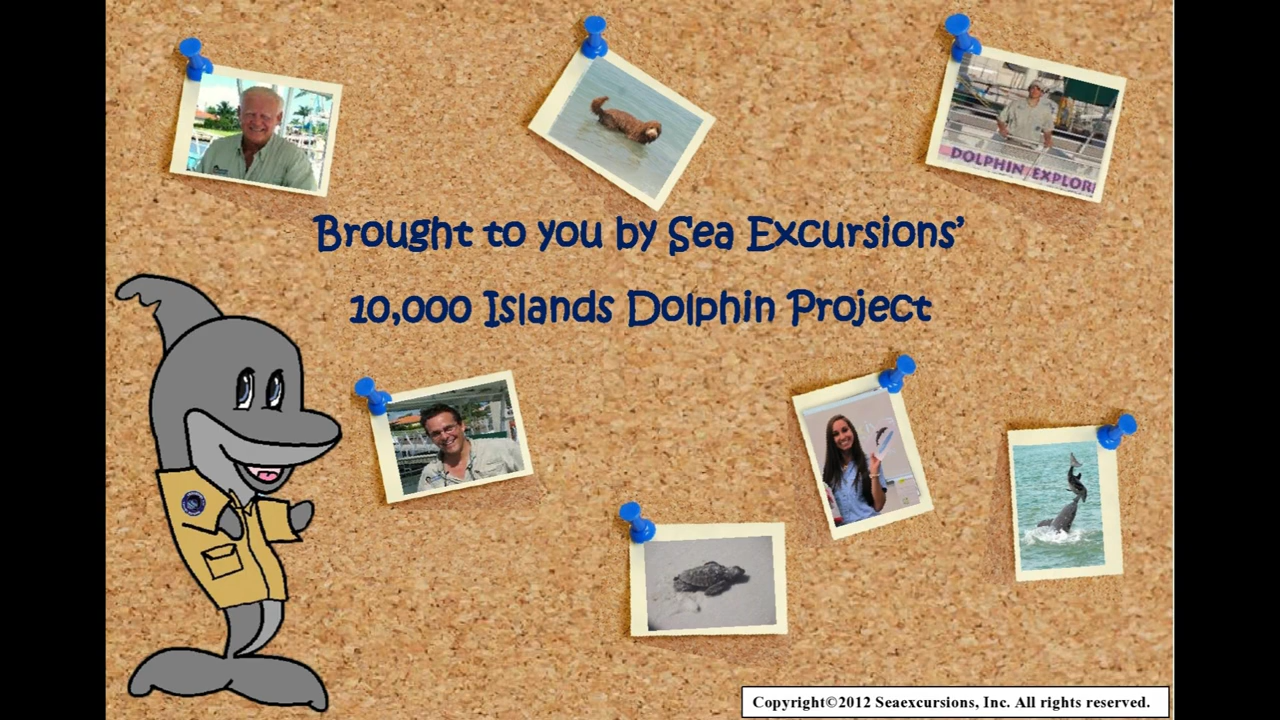 DOLPHIN EXPLOR
Brought to you by Sea Excursions’
10,000 Islands Dolphin Project
Copyright©2012 Seaexcursions, Inc. All rights reserved.